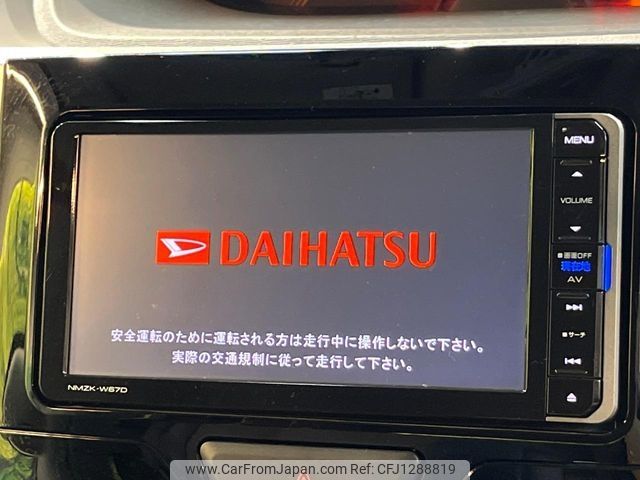 MENU
VOLUME
DAIHATSU
■画面OFF
現在地
AV
安全運転のために運転される方は走行中に操作しないで下さい。
実際の交通規制に従って走行して下さい。
■サーチ
NMZK-W67D
www.CarFromJapan.com - CFJ1288819